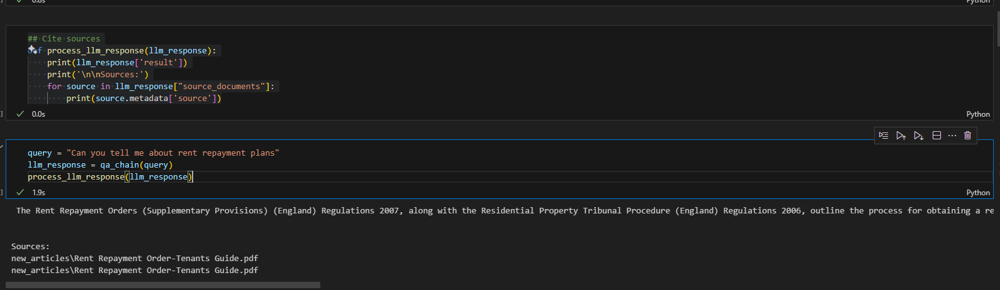 0.8s
Python
## Cite sources
def process_llm_response(llm_response):
print(llm_response['result'])
print('\n\nSources:')
for source in llm_response["source_documents"]:
print(source.metadata['source'])
]
0.0s
Python
query = "Can you tell me about rent repayment plans"
llm_response = qa_chain(query)
process_llm_response(llm_response)
]
1.9s
Python
The Rent Repayment Orders (Supplementary Provisions) (England) Regulations 2007, along with the Residential Property Tribunal Procedure (England) Regulations 2006, outline the process for obtaining a re
Sources:
new_articles\Rent Repayment Order-Tenants Guide.pdf
new_articles\Rent Repayment Order-Tenants Guide.pdf